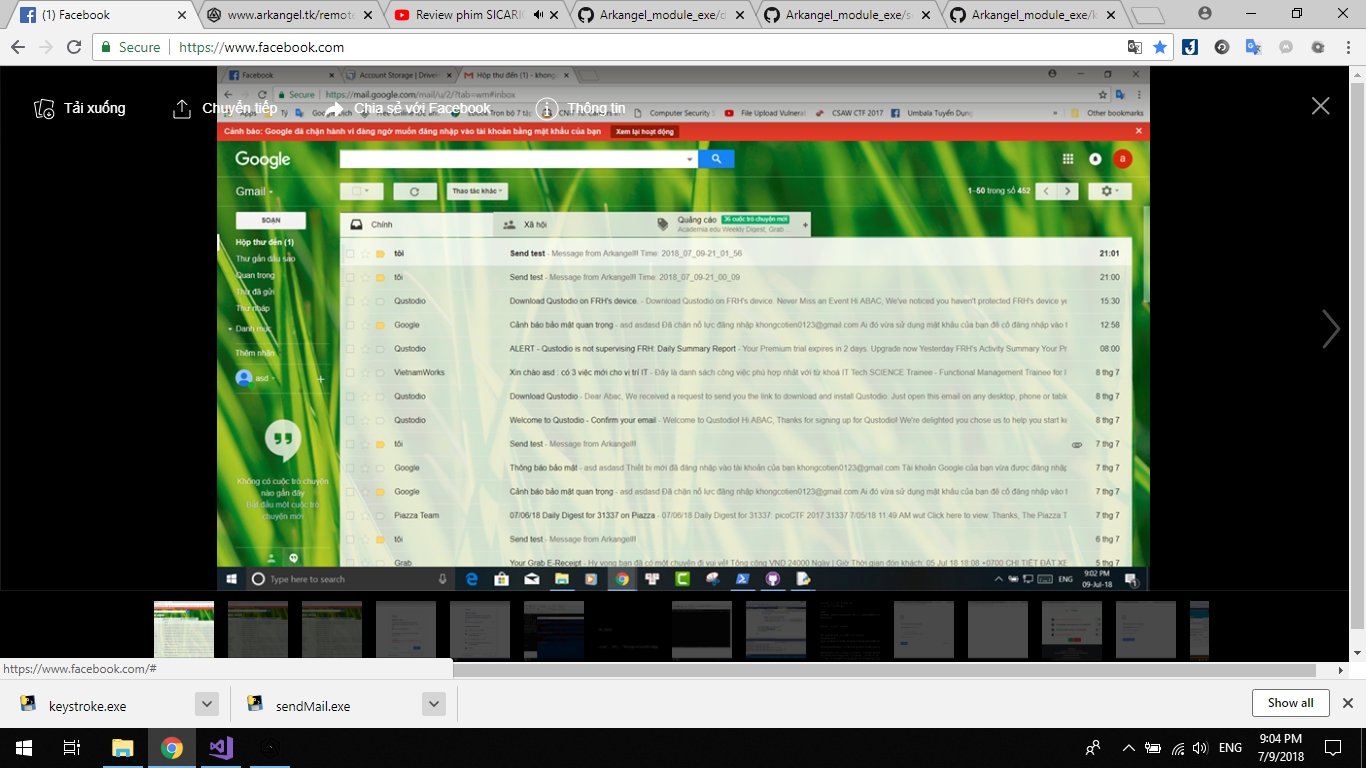 (1) Facebook
www.arkangel.tk/remot
Review phim SICARI
Arkangel_module_exe/d
Arkangel_module_exe/se
Arkangel_module_exe/k
Secure
https://www.facebook.com
Facebook
Account Storage | Drivel
Hộp thư đến (1) - khong
Secure
https://mail.google.com/mail/u/2/?tab=wm#inbox
Tải xuống
Chuyển tiếp
Chia sẻ với Facebook
Thông tin
Computer Security S
File Upload Vulnerat
CSAW CTF 2017
Umbala Tuyển Dụng
»
Other bookmarks
Cảnh báo: Google đã chặn hành vi đáng ngờ muốn đăng nhập vào tài khoản bằng mật khẩu của bạn
Xem lại hoạt động
Google
a
Gmail
Thao tác khác
1–50 trong số 452
SOẠN
Chính
Xã hội
Quảng cáo
36 cuộc trò chuyện mới
Academia.edu Weekly Digest, Grab ...
Hộp thư đến (1)
Thư gắn dấu sao
Quan trọng
Thư đã gửi
Thư nháp
Danh mục
Thêm nhãn
asd
Không có cuộc trò chuyện
nào gần đây
Bắt đầu một cuộc trò
chuyện mới
tôi Send test - Message from Arkangel!!! Time: 2018_07_09-21_01_56 21:01
tôi Send test - Message from Arkangel!!! Time: 2018_07_09-21_00_09 21:00
Qustodio Download Qustodio on FRH's device. - Download Qustodio on FRH's device. Never Miss an Event Hi ABAC, We've noticed you haven't protected FRH's device ye 15:30
Google Cảnh báo bảo mật quan trọng - asd asdasd Đã chặn nỗ lực đăng nhập khongcotien0123@gmail.com Ai đó vừa sử dụng mật khẩu của bạn để cố đăng nhập vào t 12:58
Qustodio ALERT - Qustodio is not supervising FRH: Daily Summary Report - Your Premium trial expires in 2 days. Upgrade now Yesterday FRH's Activity Summary Your Pr 08:00
VietnamWorks Xin chào asd : có 3 việc mới cho vị trí IT - Đây là danh sách công việc phù hợp nhất với từ khoá IT Tech SCIENCE Trainee - Functional Management Trainee for I 8 thg 7
Qustodio Download Qustodio - Dear Abac, We received a request to send you the link to download and install Qustodio. Just open this email on any desktop, phone or table 8 thg 7
Qustodio Welcome to Qustodio - Confirm your email - Welcome to Qustodio! Hi ABAC, Thanks for signing up for Qustodio! We're delighted you chose us to help you start ke 8 thg 7
tôi Send test - Message from Arkangel!!! 7 thg 7
Google Thông báo bảo mật - asd asdasd Thiết bị mới đã đăng nhập vào tài khoản của bạn khongcotien0123@gmail.com Tài khoản Google của bạn vừa được đăng nhập 7 thg 7
Google Cảnh báo bảo mật quan trọng - asd asdasd Đã chặn nỗ lực đăng nhập khongcotien0123@gmail.com Ai đó vừa sử dụng mật khẩu của bạn để cố đăng nhập vào t 7 thg 7
Piazza Team 07/06/18 Daily Digest for 31337 on Piazza - 07/06/18 Daily Digest for 31337: picoCTF 2017 31337 7/05/18 11:49 AM wut Click here to view. Thanks, The Piazza T 7 thg 7
tôi Send test - Message from Arkangel!!! 6 thg 7
Grab Your Grab E-Receipt - Hy vọng bạn đã có một chuyến đi vui vẻ! Tổng cộng VND 24000 Ngày | Giờ Thời gian đón khách: 05 Jul 18 18:08 +0700 CHI TIẾT ĐẶT XE 5 thg 7
Type here to search
ENG
9:02 PM
09-Jul-18
https://www.facebook.com/#
keystroke.exe
sendMail.exe
Show all
ENG
9:04 PM
7/9/2018